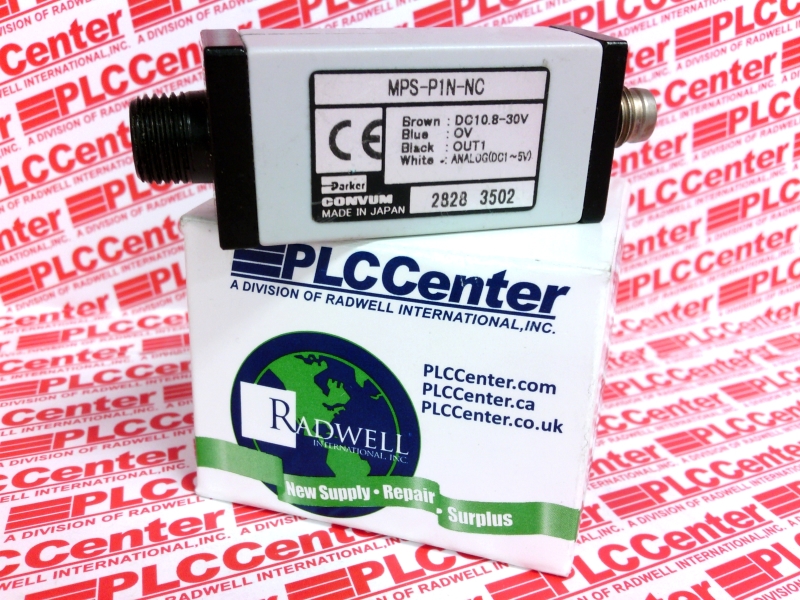 MPS-P1N-NC
CE
Brown : DC10.8-30V
Blue : 0V
Black : OUT1
White : ANALOG(DC1~5V)
Parker
CONVUM
MADE IN JAPAN
2828 3502
PLCCenter
A DIVISION OF RADWELL INTERNATIONAL, INC.
PLCCenter.com
PLCCenter.ca
PLCCenter.co.uk
RADWELL
INTERNATIONAL, INC.
New Supply • Repair
• Surplus